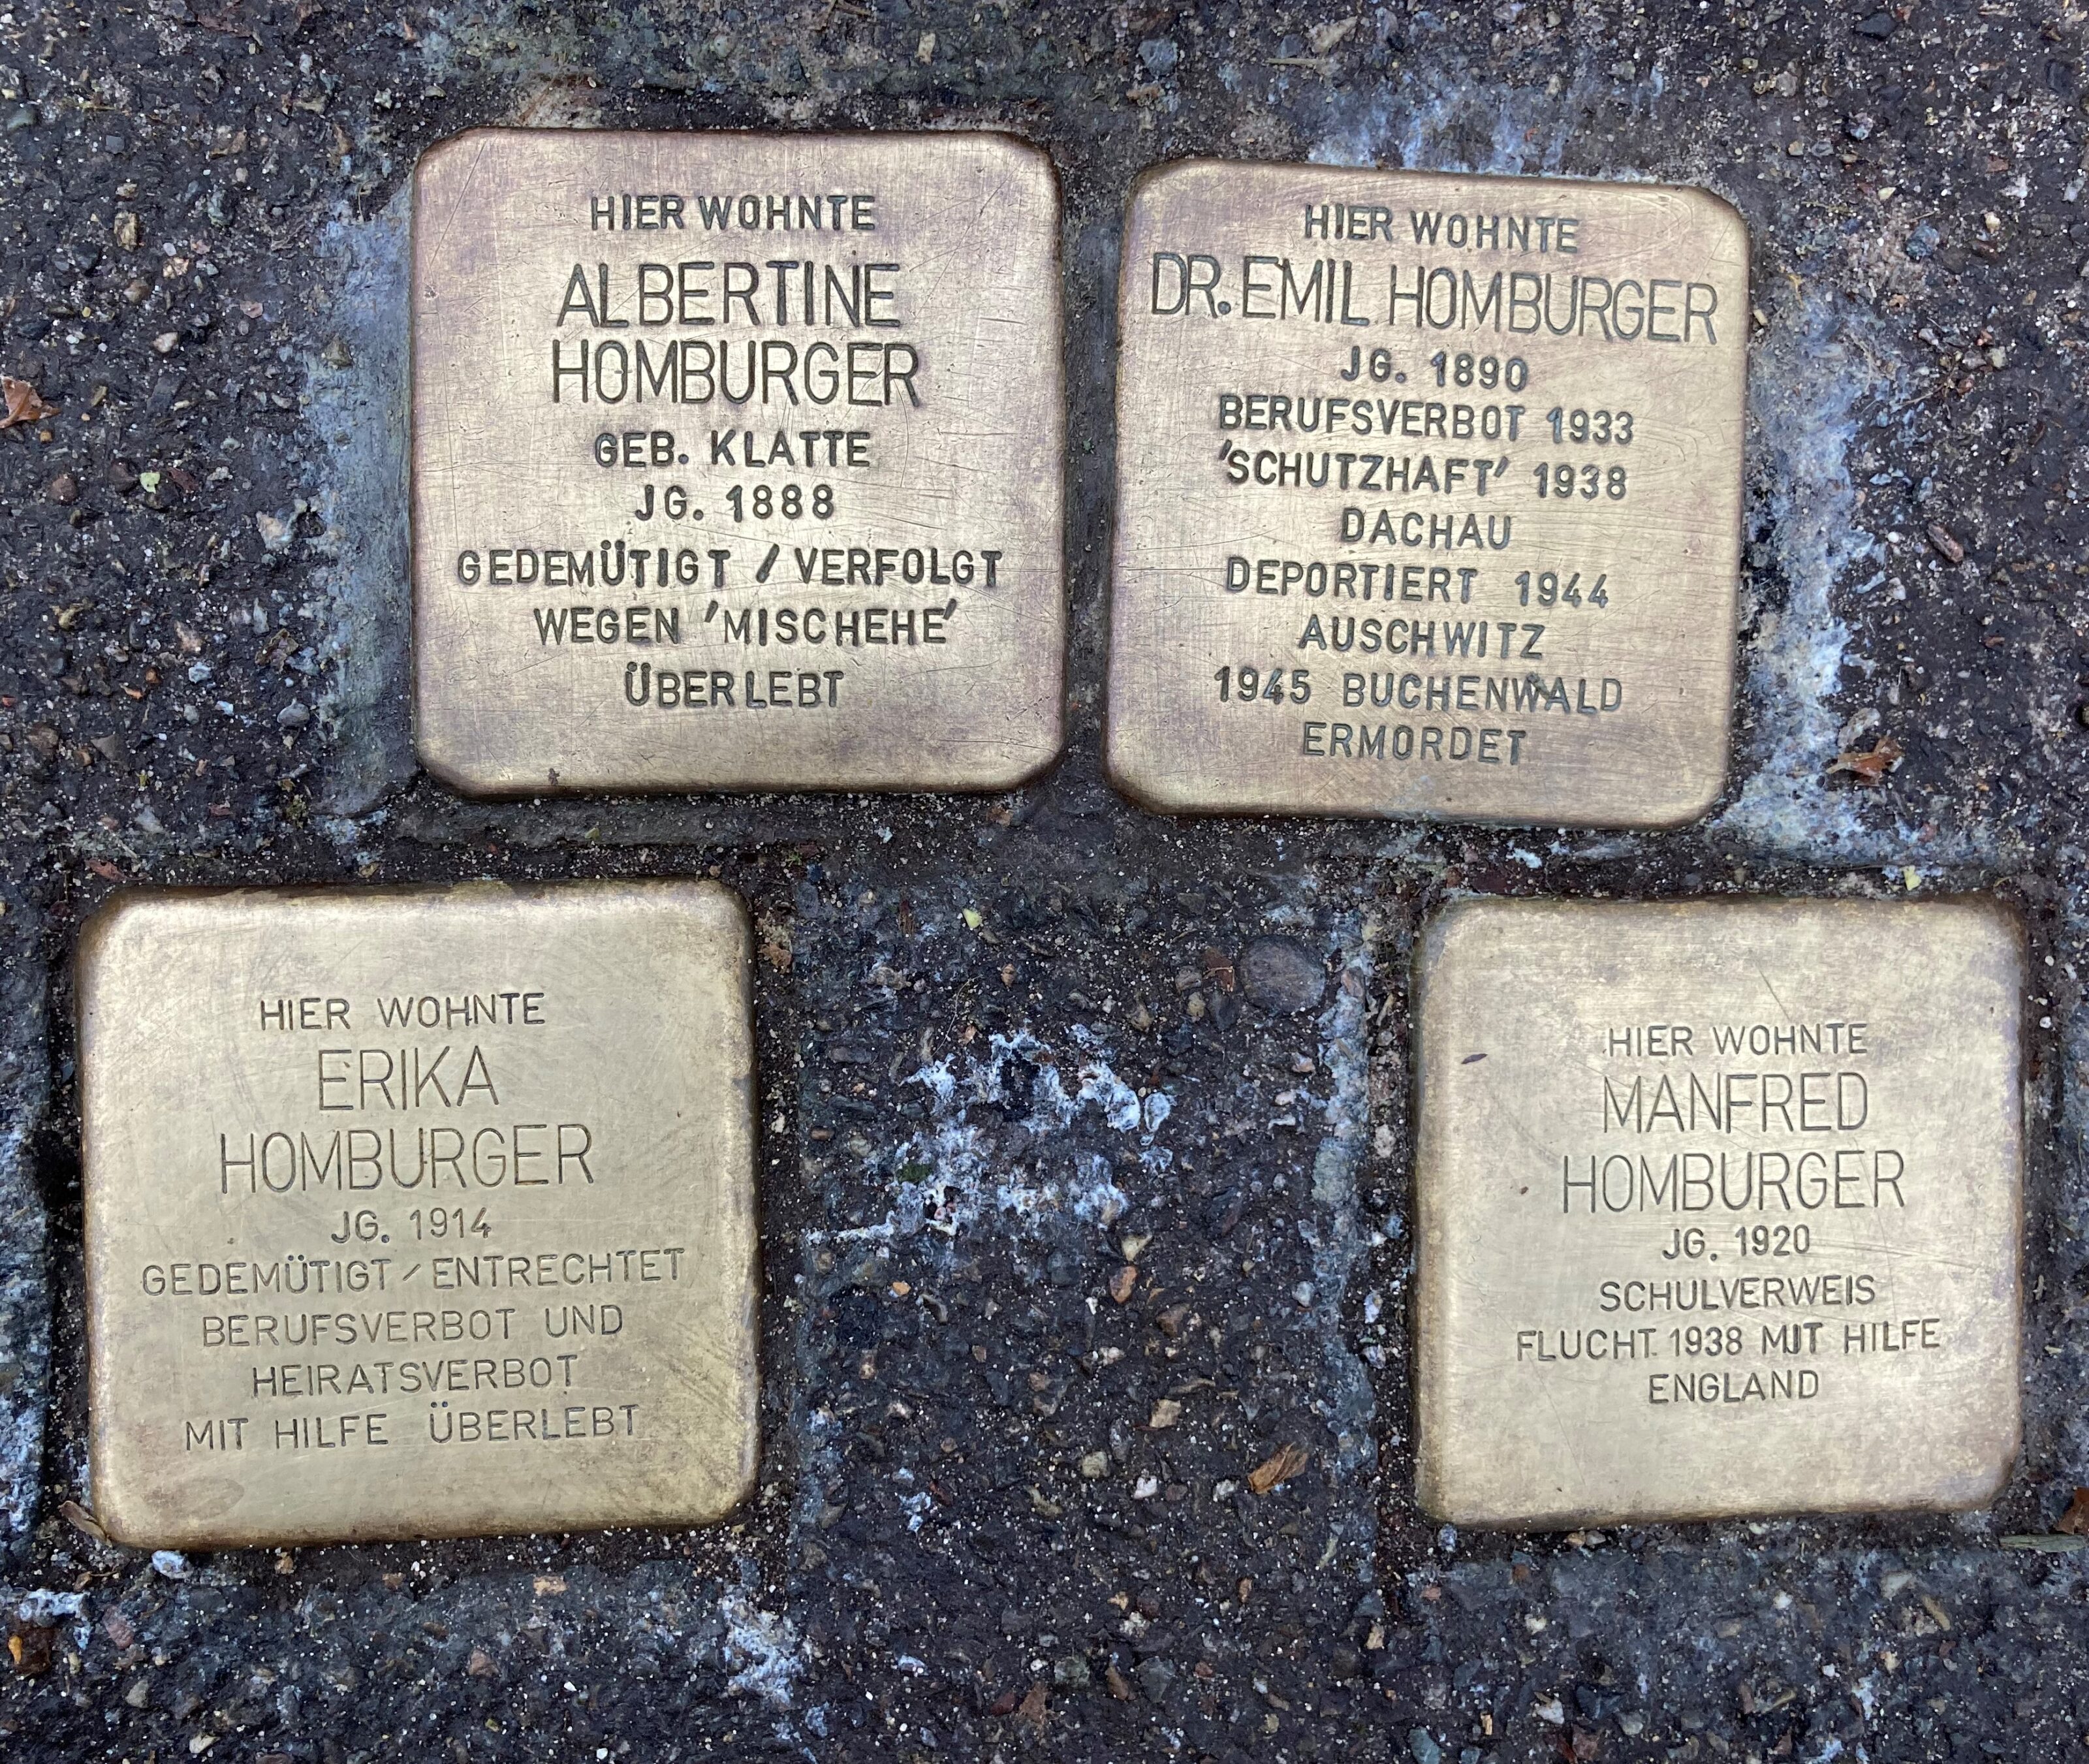 HIER WOHNTE
ALBERTINE
HOMBURGER
GEB. KLATTE
JG. 1888
GEDEMÜTIGT / VERFOLGT
WEGEN 'MISCHEHE'
ÜBERLEBT
HIER WOHNTE
DR. EMIL HOMBURGER
JG. 1890
BERUFSVERBOT 1933
'SCHUTZHAFT' 1938
DACHAU
DEPORTIERT 1944
AUSCHWITZ
1945 BUCHENWALD
ERMORDET
HIER WOHNTE
ERIKA
HOMBURGER
JG. 1914
GEDEMÜTIGT / ENTRECHTET
BERUFSVERBOT UND
HEIRATSVERBOT
MIT HILFE ÜBERLEBT
HIER WOHNTE
MANFRED
HOMBURGER
JG. 1920
SCHULVERWEIS
FLUCHT 1938 MIT HILFE
ENGLAND